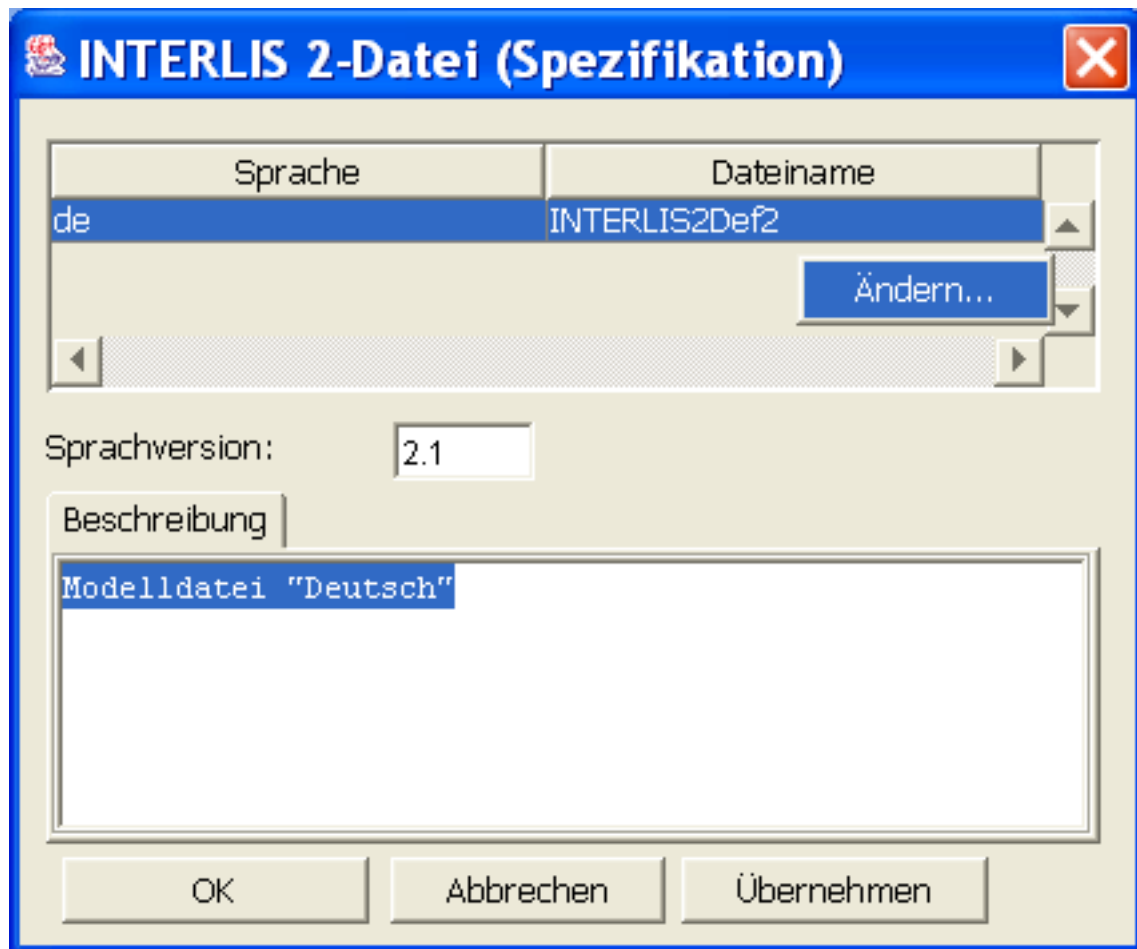 INTERLIS 2-Datei (Spezifikation)
Sprache Dateiname
de INTERLIS2Def2
Ändern...
Sprachversion: 2.1
Beschreibung
Modelldatei "Deutsch"
OK Abbrechen Übernehmen